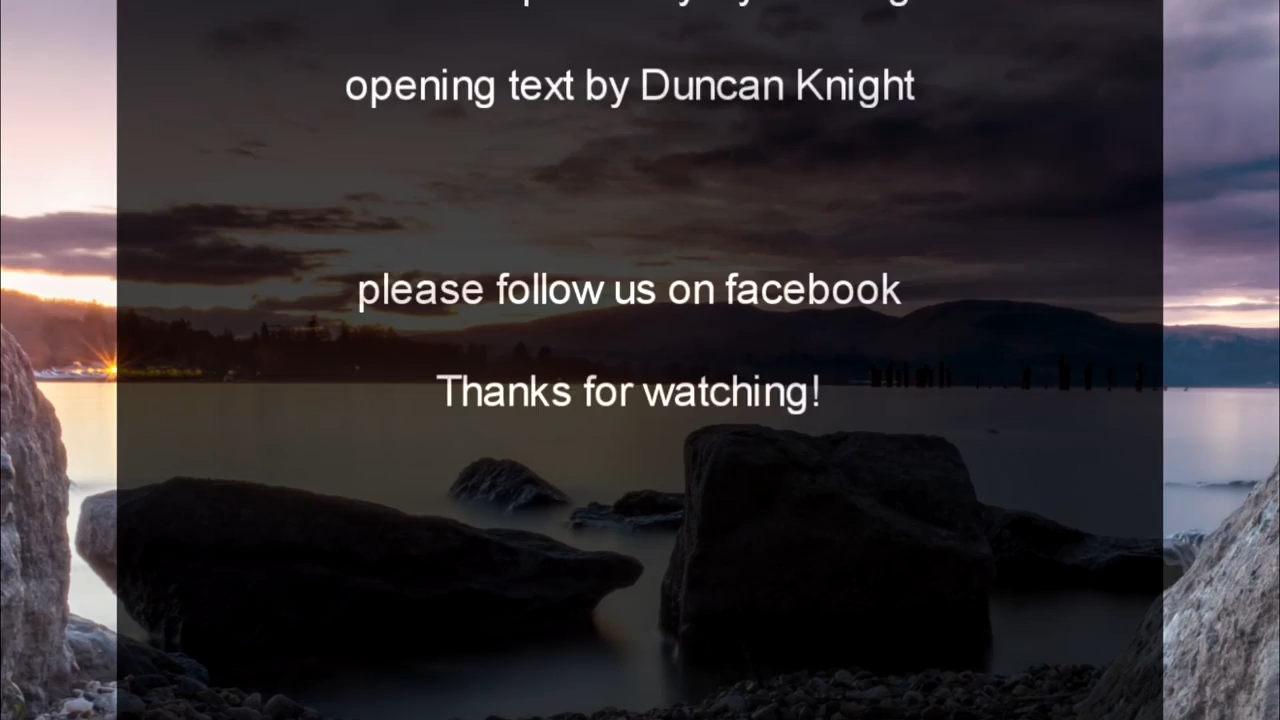 opening text by Duncan Knight
please follow us on facebook
Thanks for watching!